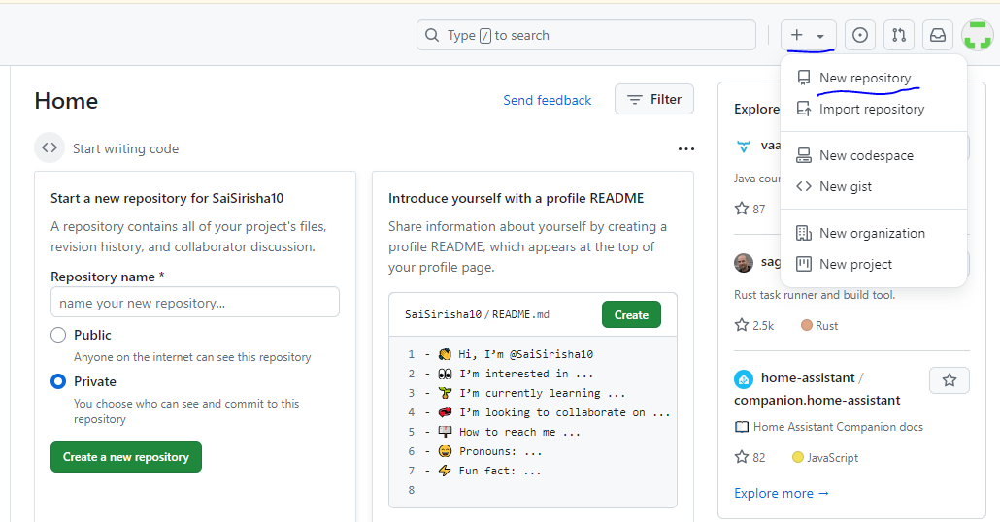 Type / to search
New repository
Import repository
New codespace
New gist
New organization
New project
Home
Send feedback
Filter
Start writing code
Start a new repository for SaiSirisha10
A repository contains all of your project's files,
revision history, and collaborator discussion.
Repository name *
name your new repository...
Public
Anyone on the internet can see this repository
Private
You choose who can see and commit to this
repository
Create a new repository
Introduce yourself with a profile README
Share information about yourself by creating a
profile README, which appears at the top of
your profile page.
SaiSirisha10 / README.md
Create
1 - 👋 Hi, I'm @SaiSirisha10
2 - 👀 I'm interested in ...
3 - 🌱 I'm currently learning ...
4 - 💞️ I'm looking to collaborate on ...
5 - 📫 How to reach me ...
6 - 😄 Pronouns: ...
7 - ⚡ Fun fact: ...
8
Explore
vaa
Java cour
87
sag
Rust task runner and build tool.
2.5k
Rust
home-assistant /
companion.home-assistant
Home Assistant Companion docs
82
JavaScript
Explore more →